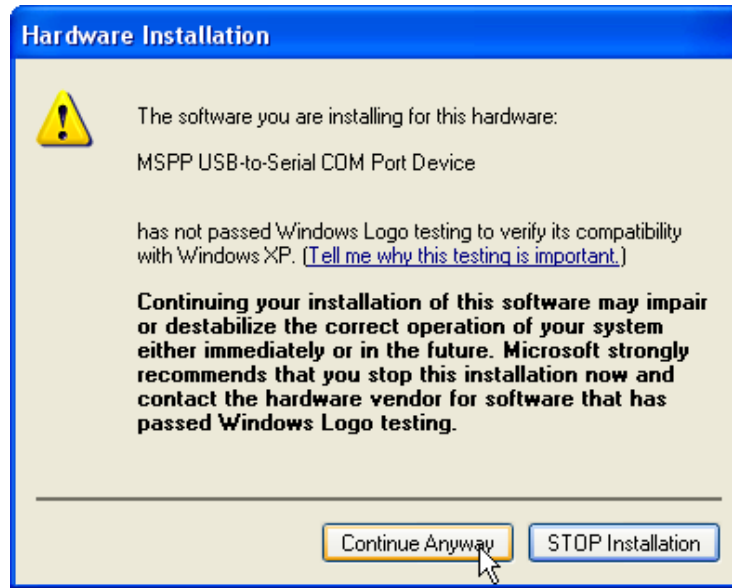 Hardware Installation
The software you are installing for this hardware:
MSPP USB-to-Serial COM Port Device
has not passed Windows Logo testing to verify its compatibility
with Windows XP. (Tell me why this testing is important.)
Continuing your installation of this software may impair
or destabilize the correct operation of your system
either immediately or in the future. Microsoft strongly
recommends that you stop this installation now and
contact the hardware vendor for software that has
passed Windows Logo testing.
Continue Anyway
STOP Installation